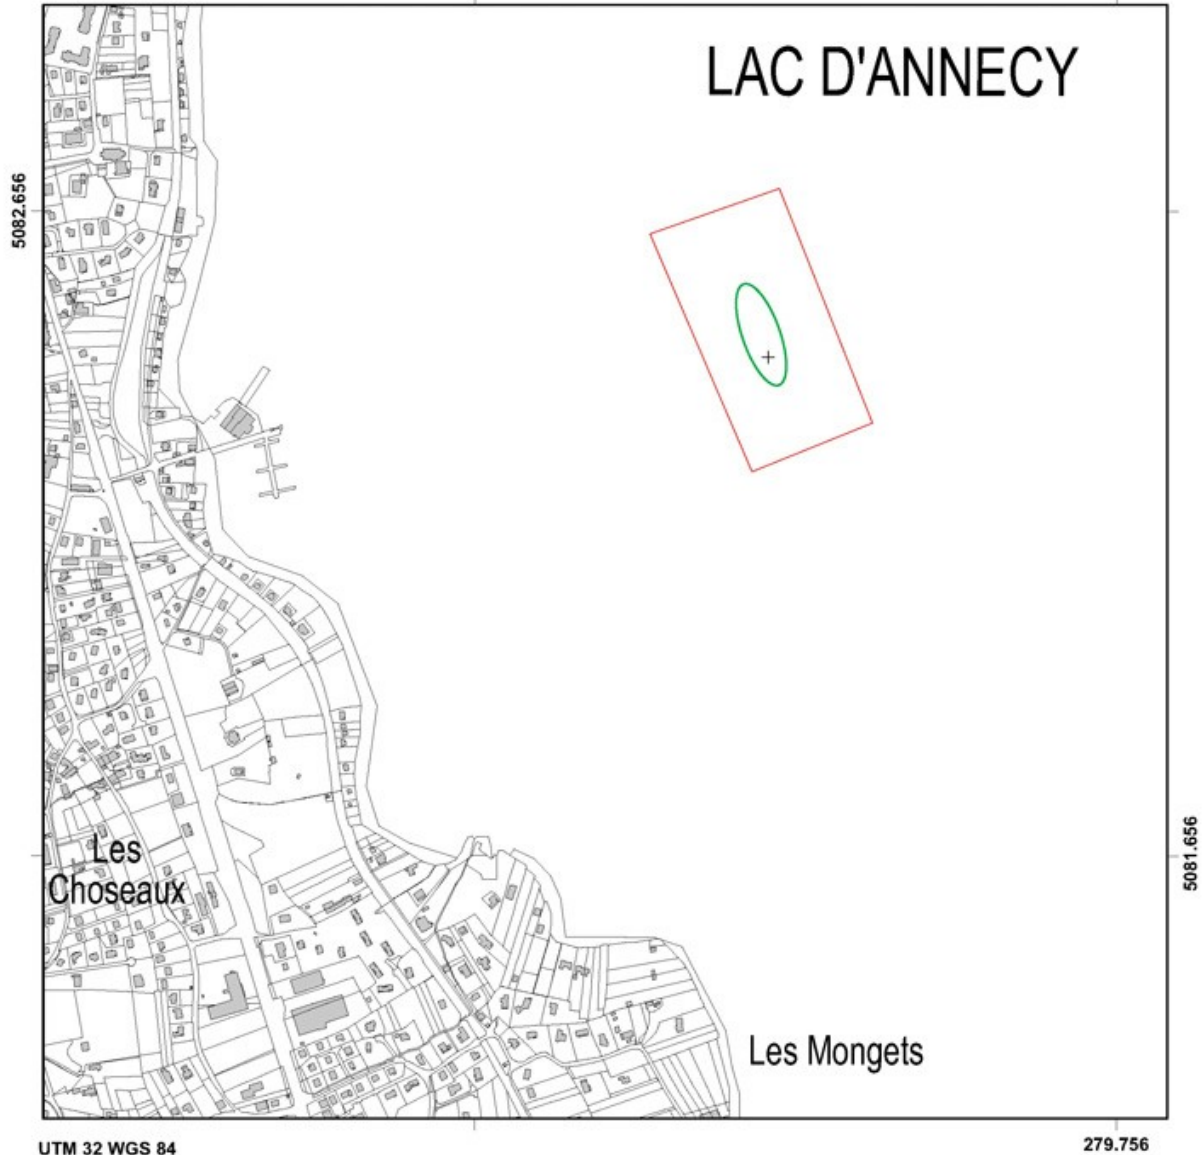 LAC D'ANNECY
5082.656
Les
Choseaux
5081.656
Les Mongets
UTM 32 WGS 84
279.756